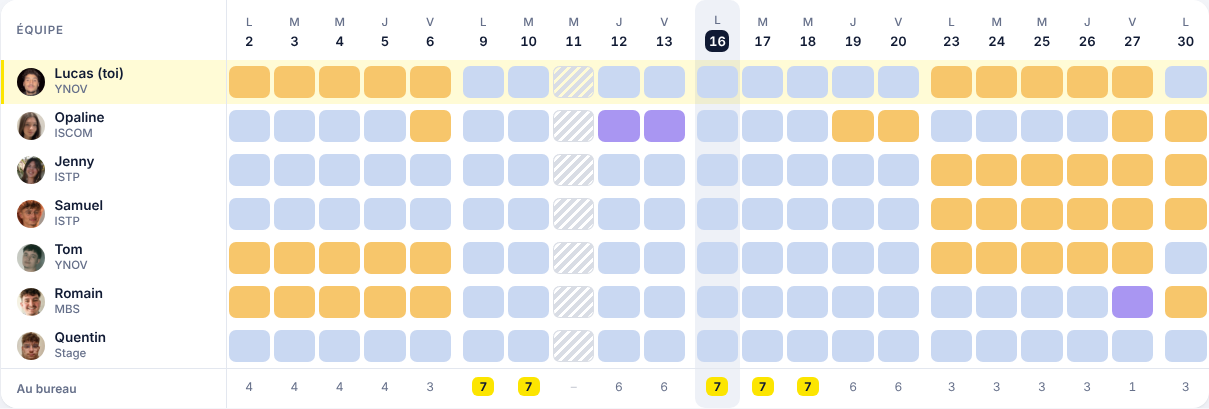 ÉQUIPE
L M M J V L M M J V L M M J V L M M J V L
2 3 4 5 6 9 10 11 12 13 16 17 18 19 20 23 24 25 26 27 30
Lucas (toi)
YNOV
Opaline
ISCOM
Jenny
ISTP
Samuel
ISTP
Tom
YNOV
Romain
MBS
Quentin
Stage
Au bureau 4 4 4 4 3 7 7 – 6 6 7 7 7 6 6 3 3 3 3 1 3